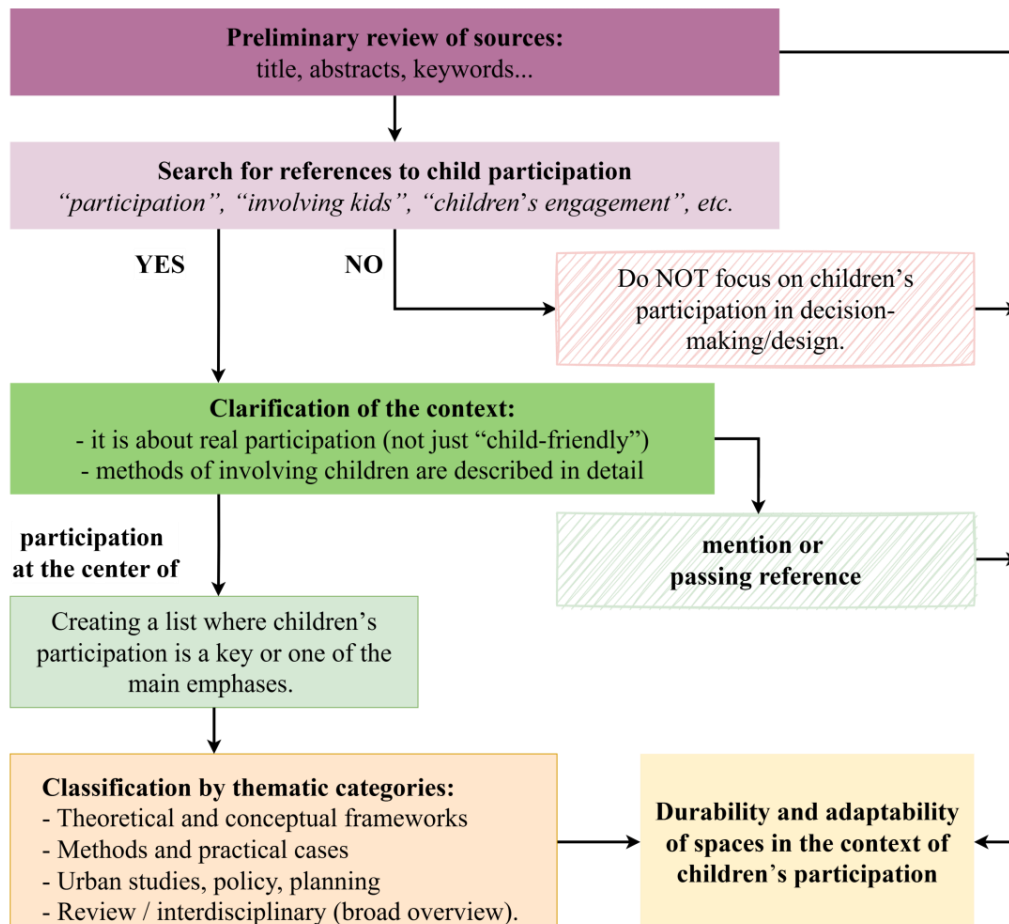 Preliminary review of sources:
title, abstracts, keywords...
Search for references to child participation
“participation”, “involving kids”, “children’s engagement”, etc.
YES
NO
Do NOT focus on children’s
participation in decision-
making/design.
Clarification of the context:
- it is about real participation (not just “child-friendly”)
- methods of involving children are described in detail
participation
at the center of
mention or
passing reference
Creating a list where children’s
participation is a key or one of the
main emphases.
Classification by thematic categories:
- Theoretical and conceptual frameworks
- Methods and practical cases
- Urban studies, policy, planning
- Review / interdisciplinary (broad overview).
Durability and adaptability
of spaces in the context of
children’s participation